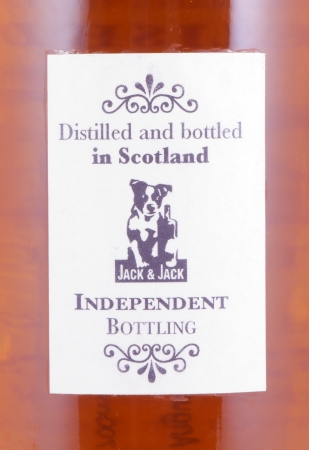 Distilled and bottled
in Scotland
JACK & JACK
INDEPENDENT
BOTTLING